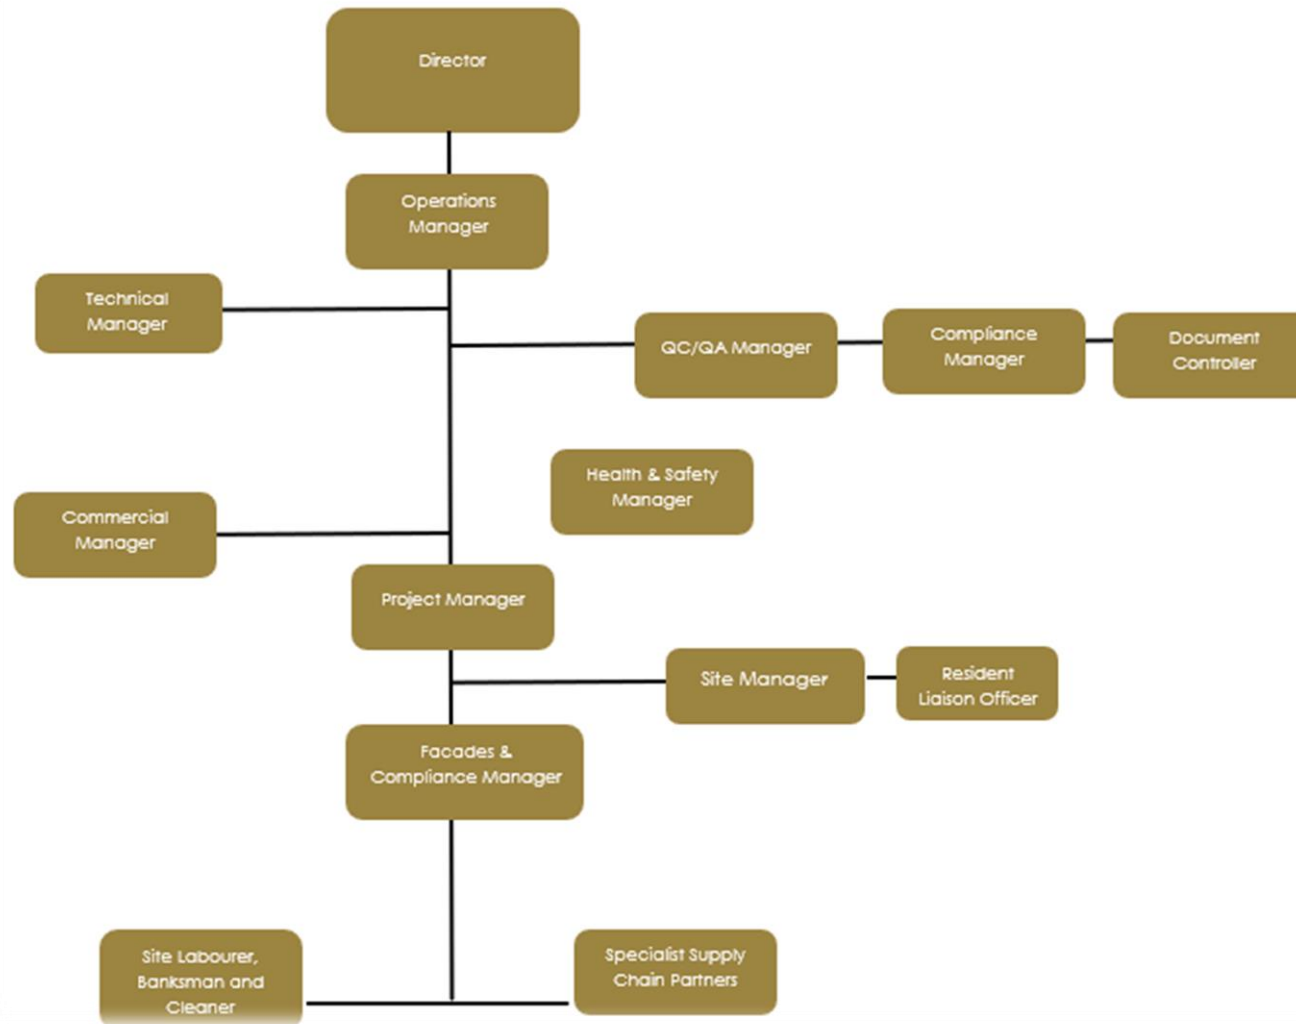 Director
Operations
Manager
Technical
Manager
QC/QA Manager
Compliance
Manager
Document
Controller
Health & Safety
Manager
Commercial
Manager
Project Manager
Site Manager
Resident
Liaison Officer
Facades &
Compliance Manager
Site Labourer,
Banksman and
Cleaner
Specialist Supply
Chain Partners